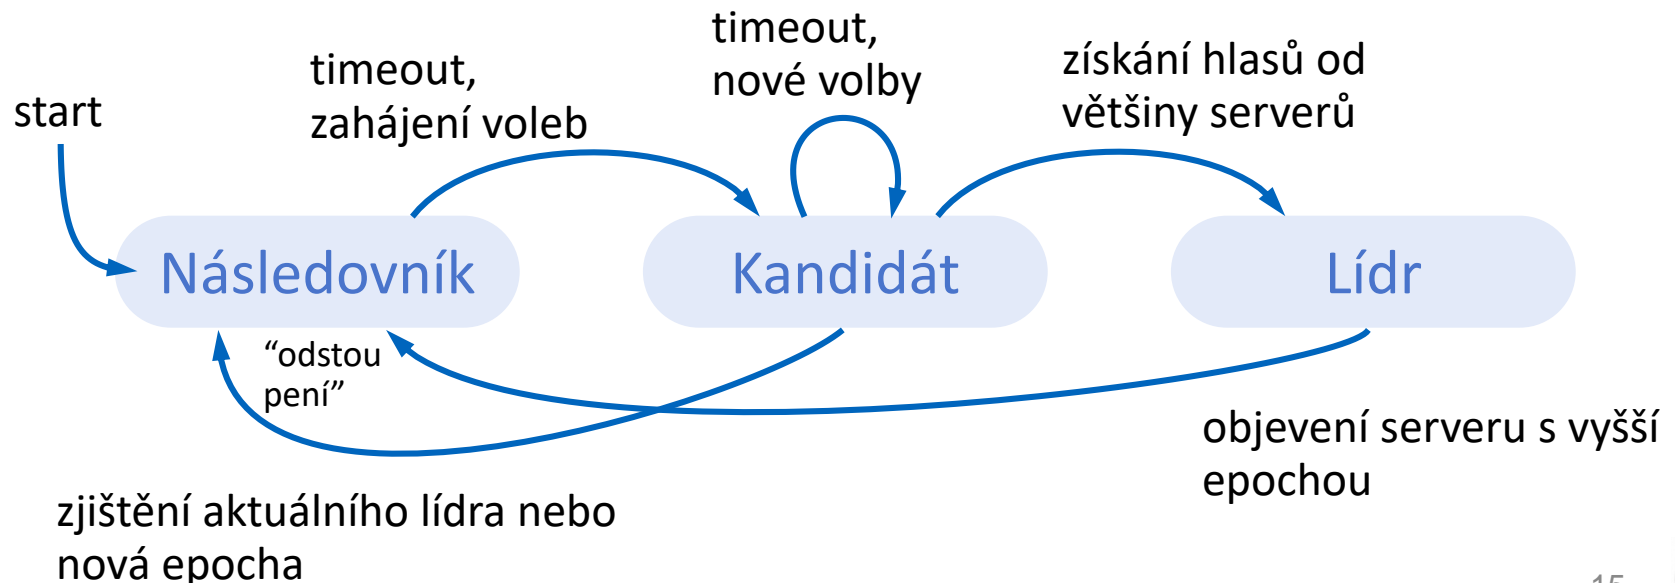 start
timeout,
zahájení voleb
timeout,
nové volby
získání hlasů od
většiny serverů
Následovník
Kandidát
Lídr
“odstou
pení”
objevení serveru s vyšší
epochou
zjištění aktuálního lídra nebo
nová epocha
15